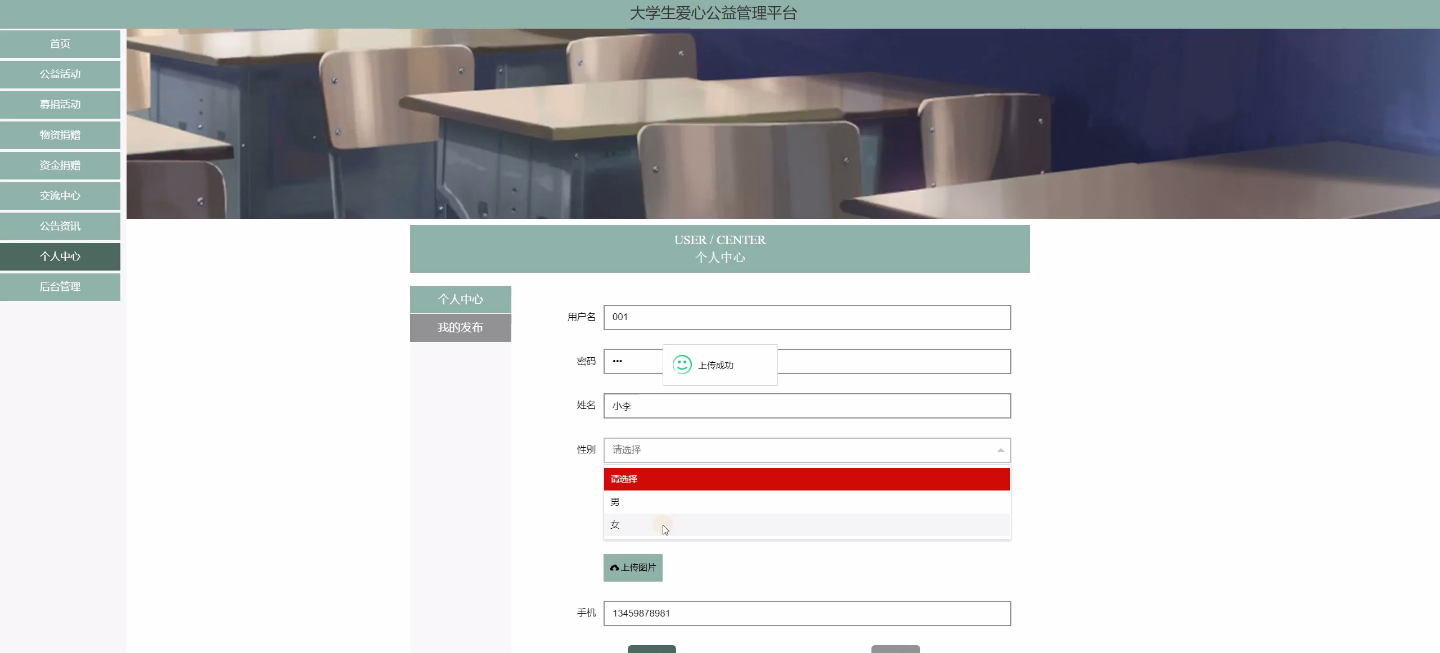 大学生爱心公益管理平台
首页
公益活动
募捐活动
物资捐赠
资金捐赠
交流中心
公告资讯
个人中心
后台管理
USER / CENTER
个人中心
个人中心
我的发布
用户名 001
密码 •••
上传成功
姓名 小李
性别 请选择
请选择
男
女
上传图片
手机 13459878981